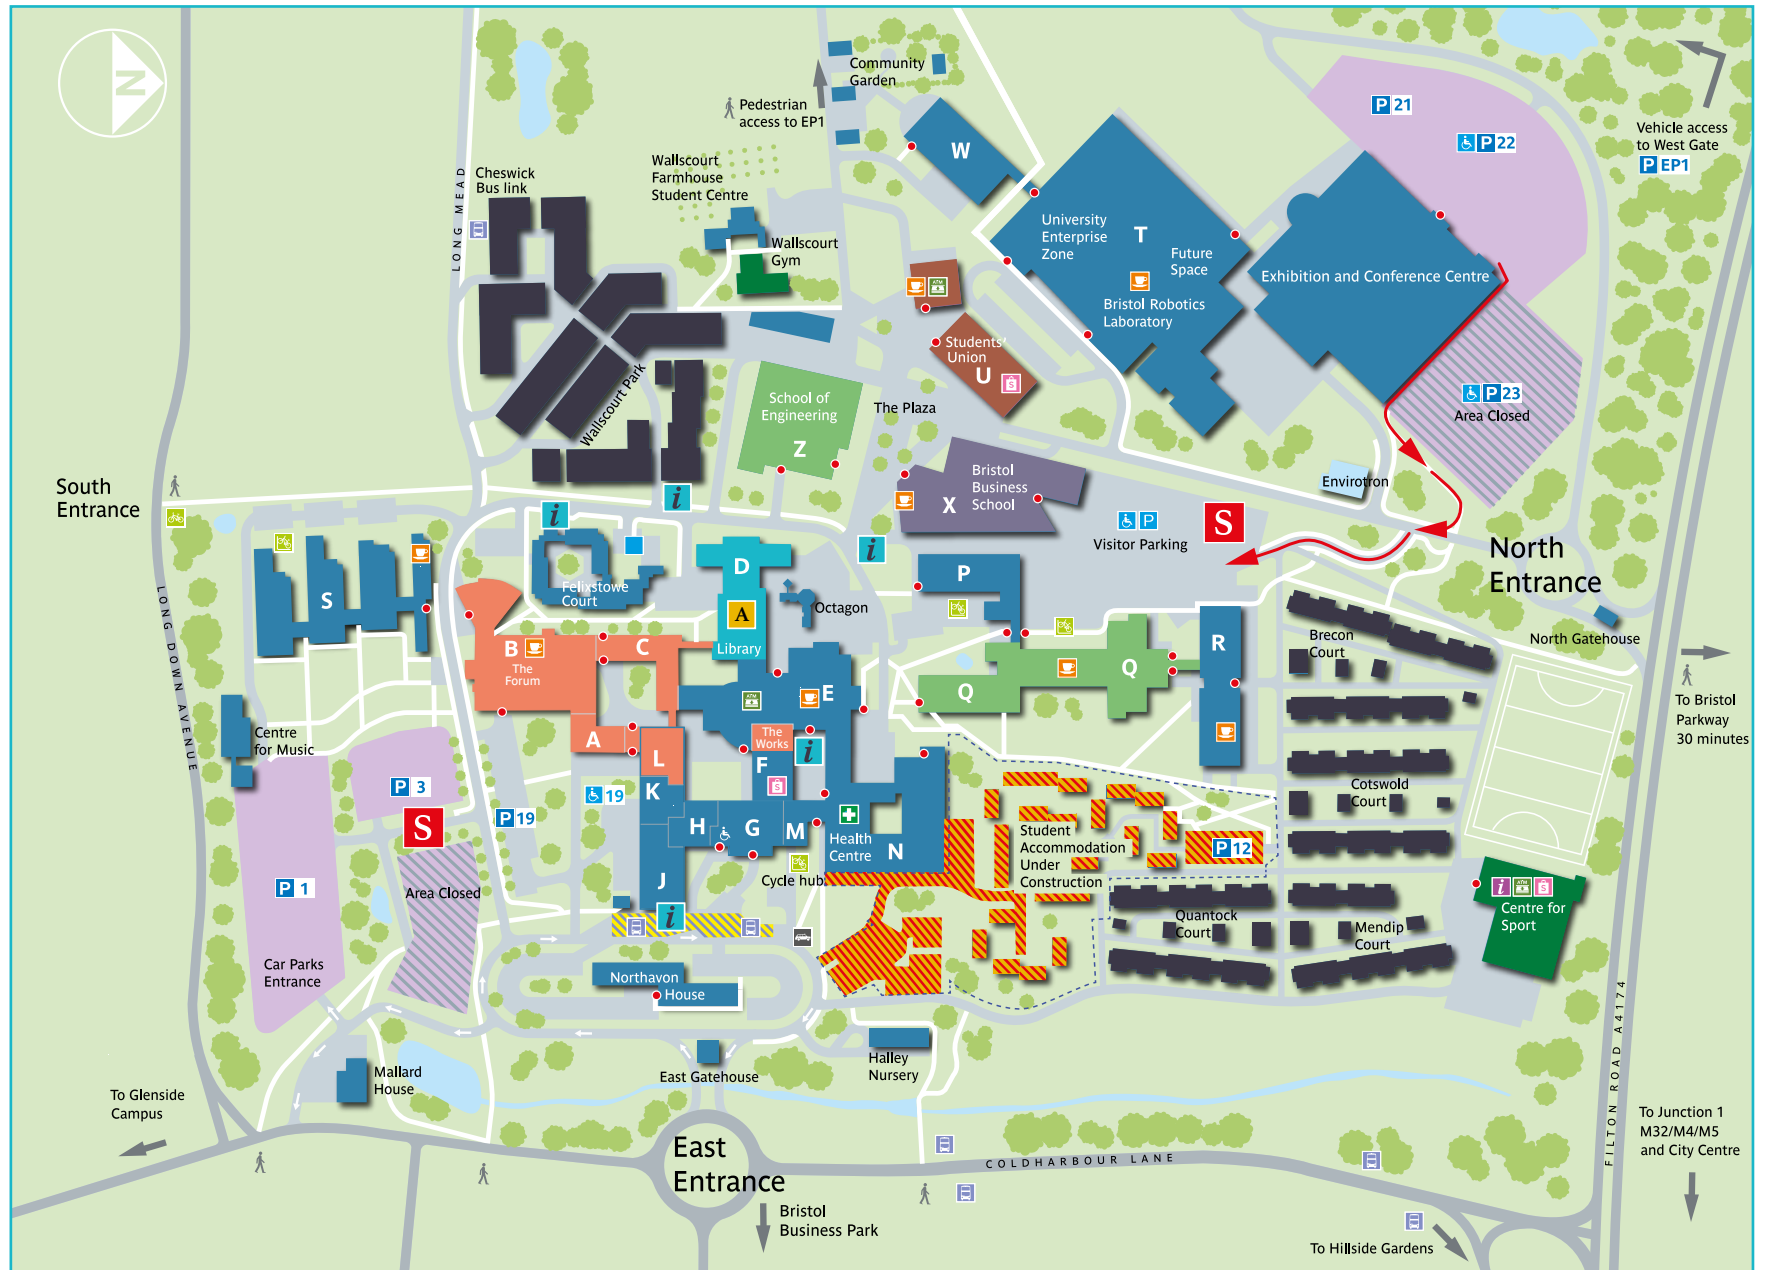 N
Community
Garden
Pedestrian
access to EP1
P 21
P 22
Vehicle access
to West Gate
P EP1
W
Wallscourt
Farmhouse
Student Centre
Cheswick
Bus link
LONG MEAD
Wallscourt
Gym
University
Enterprise
Zone
T
Future
Space
Bristol Robotics
Laboratory
Exhibition and Conference Centre
ATM
Students'
Union
U
S
Wallscourt Park
School of
Engineering
Z
The Plaza
P 23
Area Closed
Bristol
Business
School
X
Envirotron
South
Entrance
i
i
i
P
Visitor Parking
S
North
Entrance
S
Felixstowe
Court
D
A
Library
Octagon
P
R
Brecon
Court
North Gatehouse
LONG DOWN AVENUE
B
The
Forum
C
E
ATM
Q
Q
To Bristol
Parkway
30 minutes
Centre
for Music
A
L
The
Works
i
F
S
K
P 3
S
P 19
19
H
G
M
Health
Centre
N
Cotswold
Court
Student
Accommodation
Under
Construction
P 12
P 1
Area Closed
J
Cycle hub
i
Quantock
Court
Mendip
Court
i
ATM
S
Centre for
Sport
Car Parks
Entrance
Northavon
House
Halley
Nursery
East Gatehouse
Mallard
House
To Glenside
Campus
East
Entrance
COLDHARBOUR LANE
FILTON ROAD A4174
To Junction 1
M32/M4/M5
and City Centre
Bristol
Business Park
To Hillside Gardens